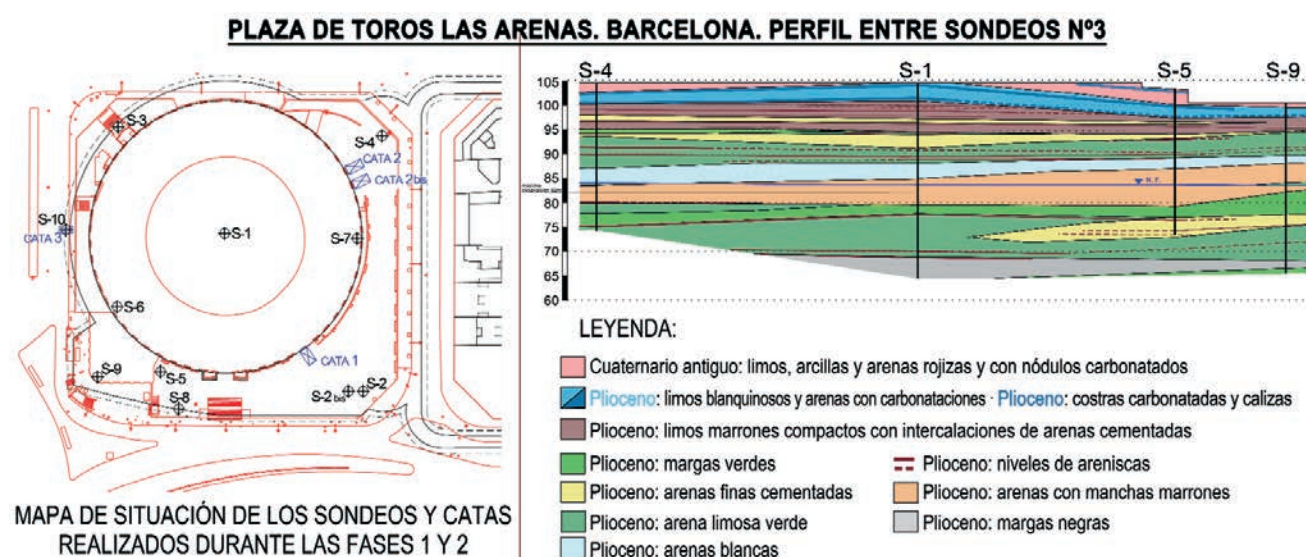 PLAZA DE TOROS LAS ARENAS. BARCELONA. PERFIL ENTRE SONDEOS Nº3
S-3
S-4
CATA 2
CATA 2 bis
S-10
CATA 3
S-1
S-7
S-6
CATA 1
S-9
S-5
S-2
S-2 bis
S-8
MAPA DE SITUACIÓN DE LOS SONDEOS Y CATAS
REALIZADOS DURANTE LAS FASES 1 Y 2
S-4 S-1 S-5 S-9
105
100
95
90
85
80
75
70
65
60
N.F.
LEYENDA:
Cuaternario antiguo: limos, arcillas y arenas rojizas y con nódulos carbonatados
Plioceno: limos blanquinosos y arenas con carbonataciones · Plioceno: costras carbonatadas y calizas
Plioceno: limos marrones compactos con intercalaciones de arenas cementadas
Plioceno: margas verdes
Plioceno: arenas finas cementadas
Plioceno: arena limosa verde
Plioceno: arenas blancas
Plioceno: niveles de areniscas
Plioceno: arenas con manchas marrones
Plioceno: margas negras